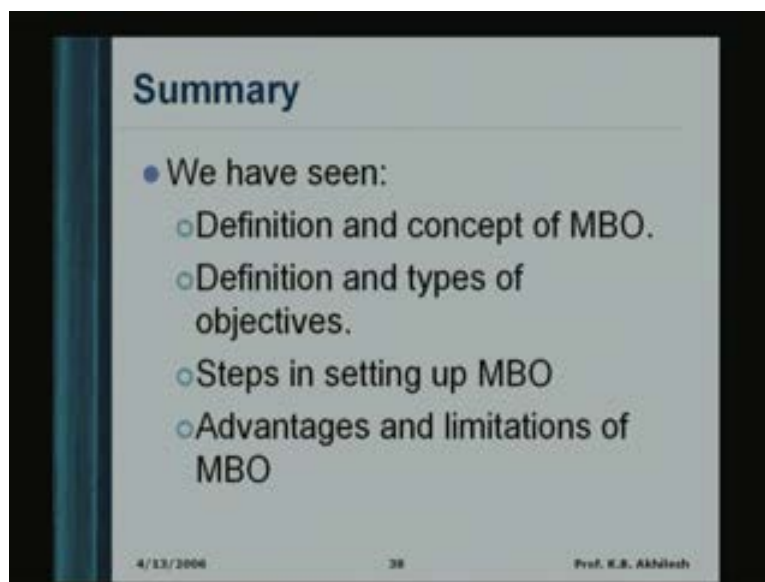 Summary
We have seen:
Definition and concept of MBO.
Definition and types of
objectives.
Steps in setting up MBO
Advantages and limitations of
MBO
4/13/2006 38 Prof. K.B. Akhilesh